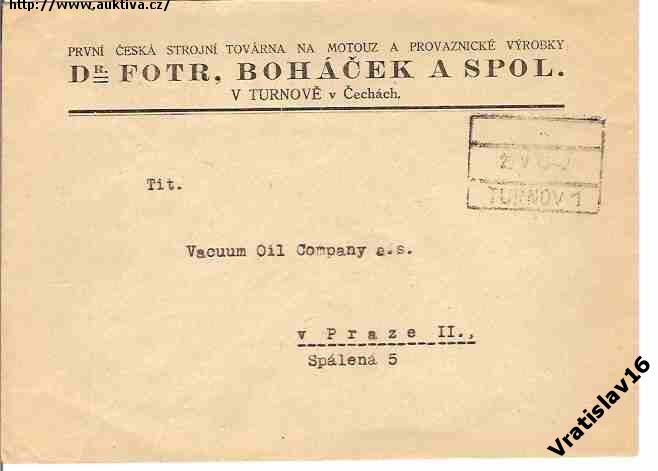 http://www.auktiva.cz/
PRVNÍ ČESKÁ STROJNÍ TOVÁRNA NA MOTOUZ A PROVAZNICKÉ VÝROBKY
DR. FOTR, BOHÁČEK A SPOL.
V TURNOVĚ v Čechách.
TURNOV 1
Tit.
Vacuum Oil Company a.s.
v Praze II.,
Spálená 5
Vratislav16